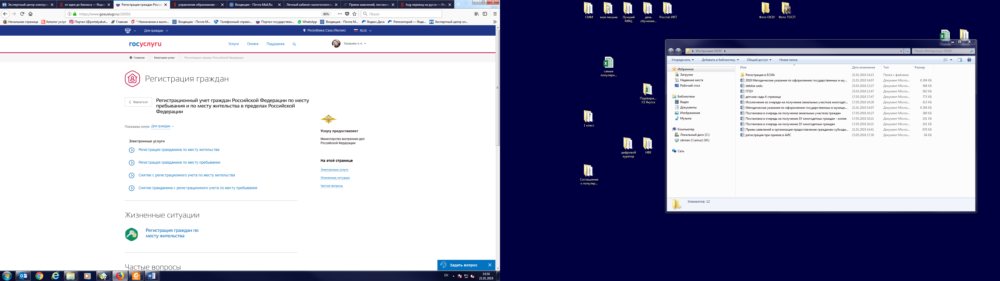 Экспертный центр электрон
от идеи до бизнеса — Яндек
Регистрация граждан Россий
управление образования —
Входящие - Почта Mail.Ru
Личный кабинет налогоплатель
Прием заявлений, постанов
hug перевод на русск — Янд
https://www.gosuslugi.ru/10050
80%
Поиск
Начальная страница
Каталог услуг
Портал (@portalyakut...
Главная
* Назначение и выпл...
Входящие - Почта M...
Телефонный справо...
Портал государствен...
WhatsApp
Входящие - Почта M...
Яндекс.Диск
Репозиторий — Янде...
Экспертный центр эл...
Для граждан
Республика Саха (Якутия)
RUS
госуслуги
Услуги
Оплата
Поддержка
Лазарева А.А.
Главная
Категории услуг
Регистрация граждан Российской Федерации
Регистрация граждан
Вернуться
Регистрационный учет граждан Российской Федерации по месту
пребывания и по месту жительства в пределах Российской
Федерации
Показаны услуги Для граждан
Электронные услуги
Регистрация гражданина по месту жительства
Регистрация гражданина по месту пребывания
Снятие с регистрационного учета по месту жительства
Снятие гражданина с регистрационного учета по месту пребывания
Услугу предоставляет
Министерство внутренних дел
Российской Федерации
На этой странице
Электронные услуги
Жизненные ситуации
Частые вопросы
Жизненные ситуации
Регистрация граждан по
месту жительства
Частые вопросы
Задать вопрос
EN
14:54
21.01.2019
СММ
мои письма
Лучший
МФЦ
день
обучения...
Росстат ИКТ
Фото ОКЭУ
Фото ТОСП
самые
популярн...
Подтверж...
УЗ Якутск
1 класс
цифровой
куратор
НВК
Соглашения
о популяр...
Инструкции ОКЭУ
Поиск: Инструкции ОКЭУ
Упорядочить
Добавить в библиотеку
Общий доступ
Новая папка
Избранное
Загрузки
Недавние места
Рабочий стол
Библиотеки
Видео
Документы
Изображения
Музыка
Компьютер
Локальный диск (C:)
obmen (\\amur) (W:)
Сеть
Имя Дата изменения Тип Размер
Регистрация в ЕСИА 21.01.2019 14:15 Папка с файлами
2019 Методические указания по оформлению государственных и му... 21.01.2019 14:07 Документ Micros... 8 294 КБ
detskie sadu 25.03.2018 13:27 Документ Micros... 568 КБ
ГПЗУ 25.03.2018 12:47 Документ Micros... 563 КБ
детские сады 4 страница 17.05.2018 17:47 Документ Micros... 773 КБ
Исключение из очереди на получение земельных участков многодет... 17.05.2018 10:26 Документ Micros... 415 КБ
Методические указания по оформлению государственных и муници... 21.01.2019 14:07 Документ Micros... 8 294 КБ
Постановка в очередь на получение земельных участков граждан 17.05.2018 10:27 Документ Micros... 380 КБ
Постановка в очередь на получение ЗУ многодетных граждан - копия 17.05.2018 10:21 Документ Micros... 101 КБ
Постановка в очередь на получение ЗУ многодетных граждан 17.05.2018 10:21 Документ Micros... 101 КБ
Прием заявлений и организация предоставления гражданам субсиди... 21.01.2019 14:41 Документ Micros... 970 КБ
регистрация при приеме в АИС 15.05.2018 17:30 Документ Micros... 64 КБ
Элементов: 12